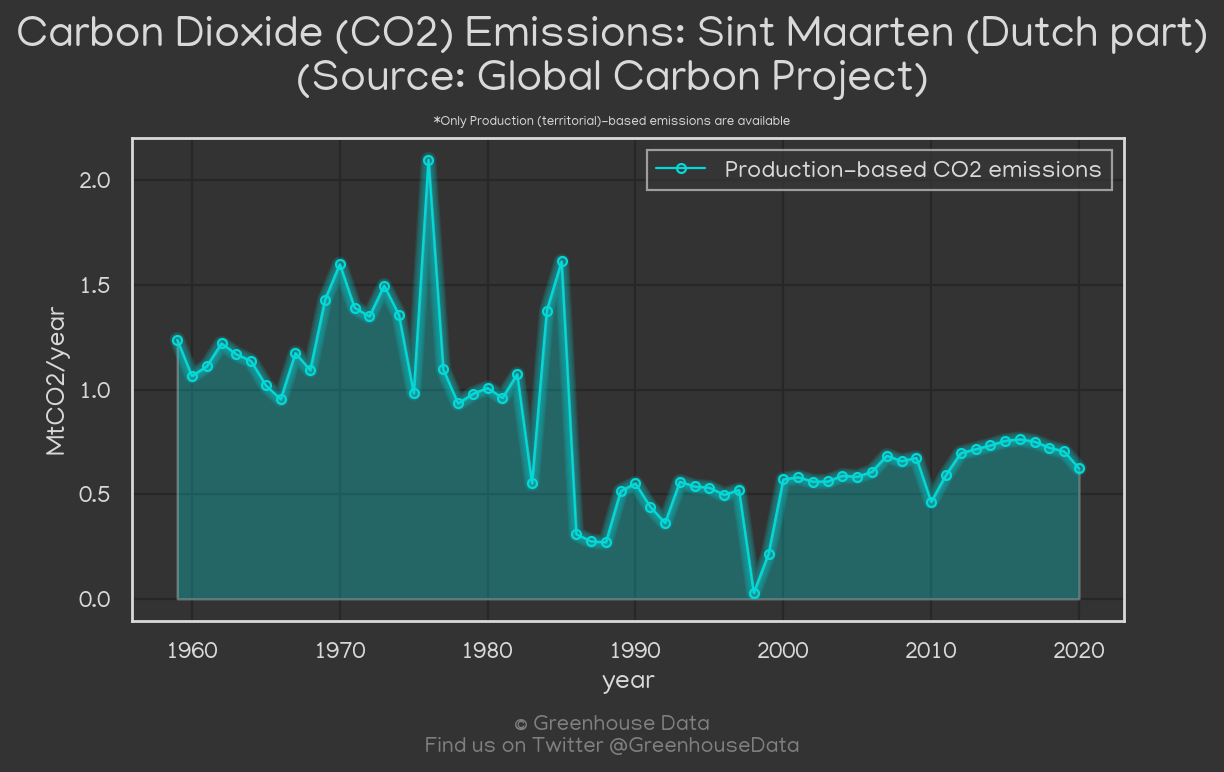 Carbon Dioxide (CO2) Emissions: Sint Maarten (Dutch part)
(Source: Global Carbon Project)
*Only Production (territorial)-based emissions are available
Production-based CO2 emissions
2.0
1.5
1.0
0.5
0.0
MtCO2/year
1960 1970 1980 1990 2000 2010 2020
year
© Greenhouse Data
Find us on Twitter @GreenhouseData